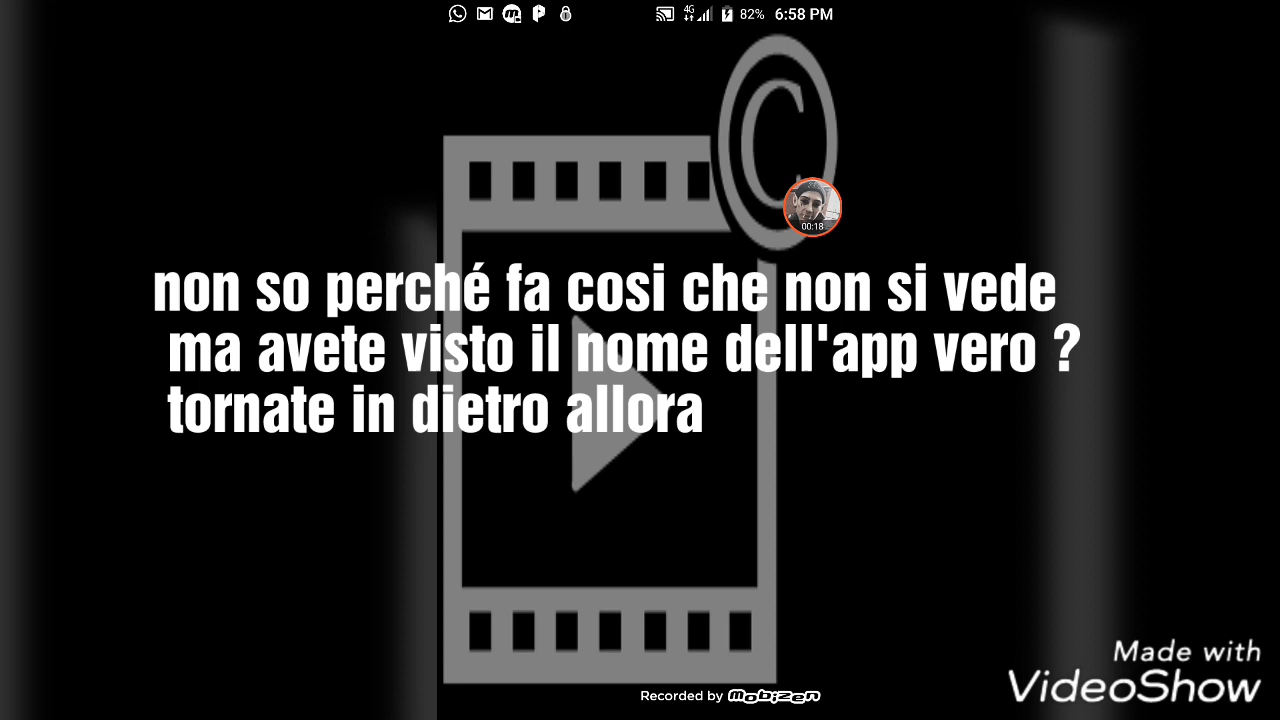 4G 82% 6:58 PM
C
00:18
non so perché fa cosi che non si vede
ma avete visto il nome dell'app vero ?
tornate in dietro allora
Made with
VideoShow
Recorded by Mobizen